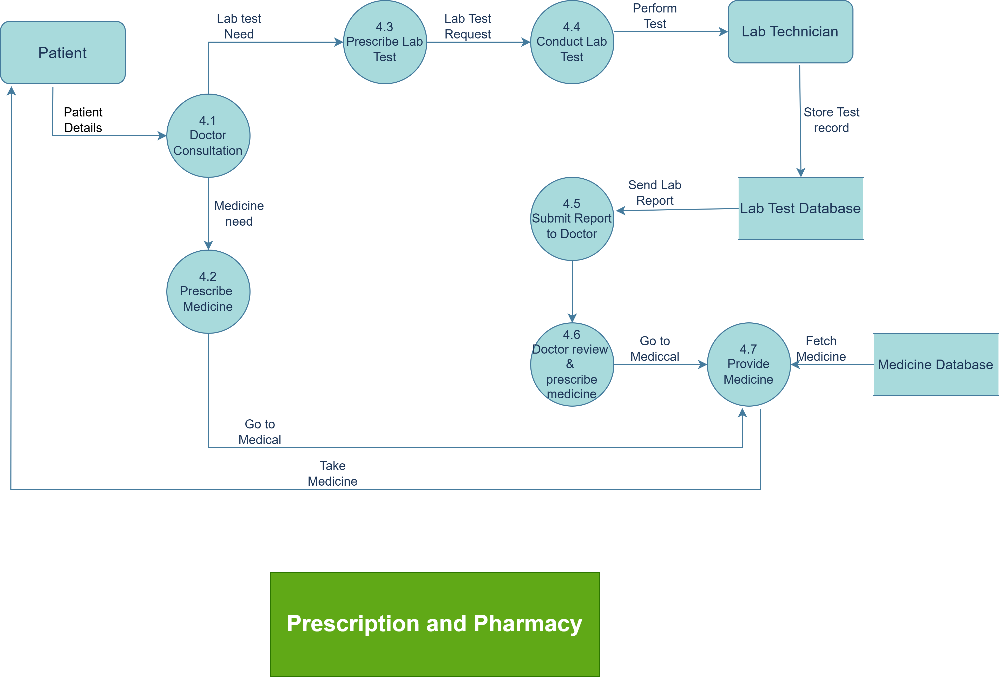 Patient
Lab test
Need
4.3
Prescribe Lab
Test
Lab Test
Request
4.4
Conduct Lab
Test
Perform
Test
Lab Technician
Patient
Details
4.1
Doctor
Consultation
Store Test
record
Medicine
need
Send Lab
Report
4.5
Submit Report
to Doctor
Lab Test Database
4.2
Prescribe
Medicine
4.6
Doctor review
&
prescribe
medicine
Go to
Mediccal
4.7
Provide
Medicine
Fetch
Medicine
Medicine Database
Go to
Medical
Take
Medicine
Prescription and Pharmacy